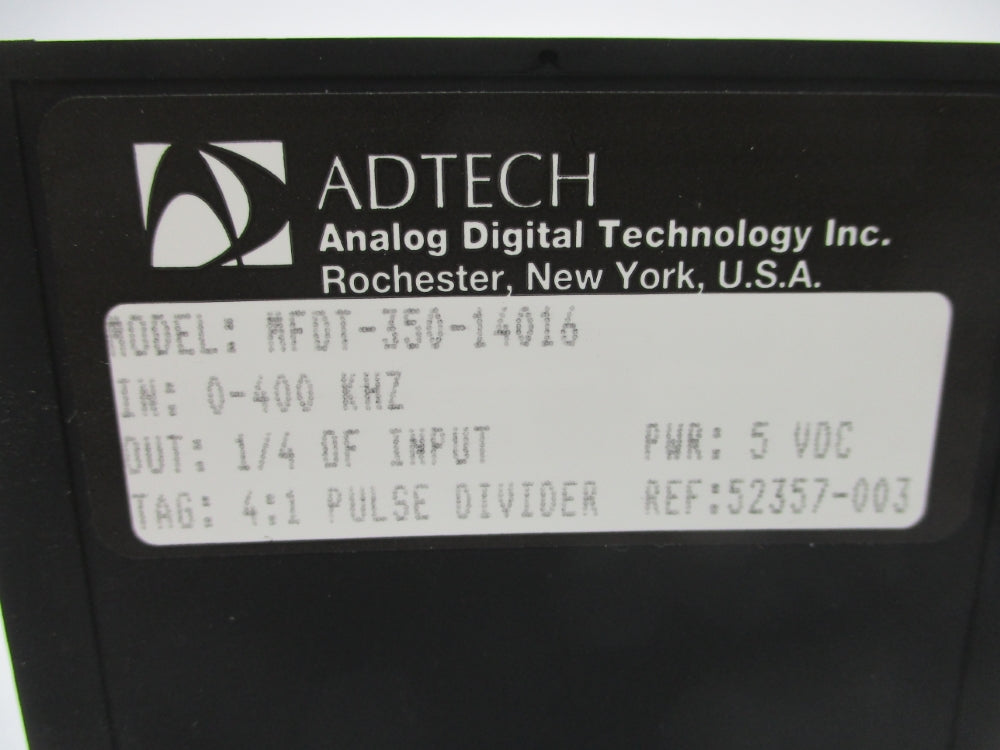 ADTECH
Analog Digital Technology Inc.
Rochester, New York, U.S.A.
MODEL: MFDT-350-14016
IN: 0-400 KHZ
OUT: 1/4 OF INPUT PWR: 5 VDC
TAG: 4:1 PULSE DIVIDER REF:52357-003